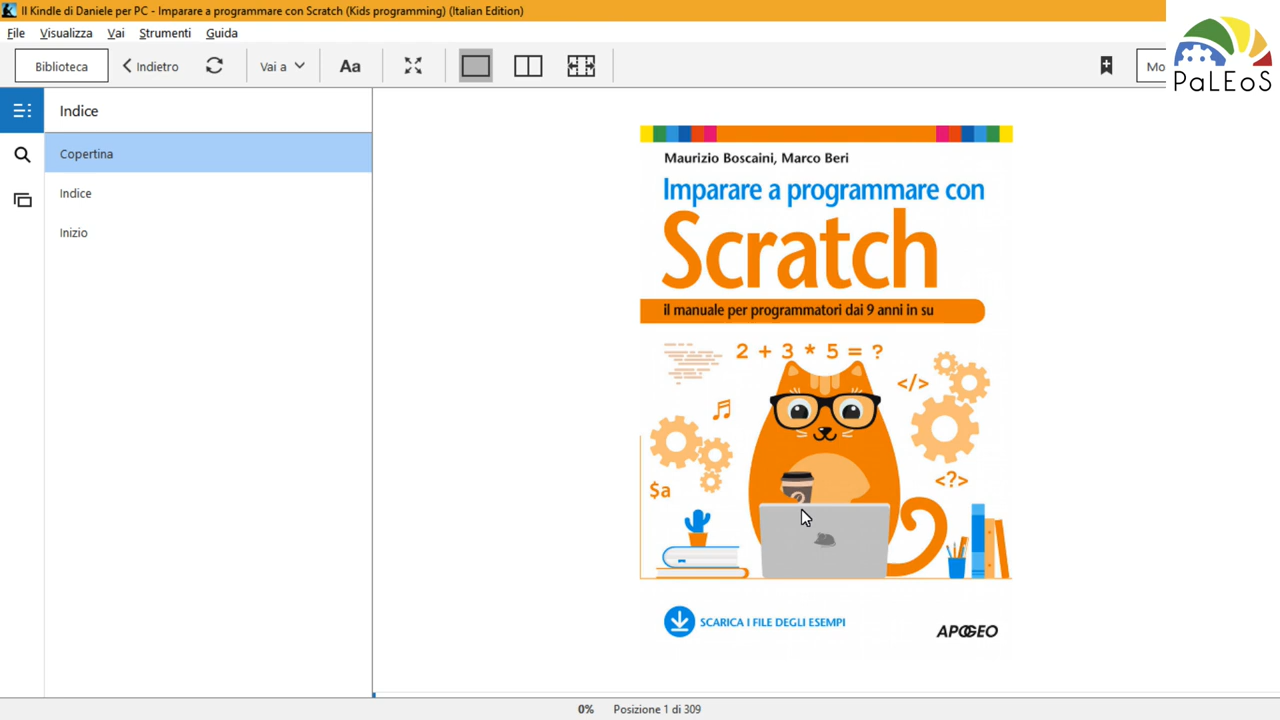 Il Kindle di Daniele per PC - Imparare a programmare con Scratch (Kids programming) (Italian Edition)
File Visualizza Vai Strumenti Guida
Biblioteca Indietro Vai a Aa Mo
PaLEoS
Indice
Copertina
Indice
Inizio
Maurizio Boscaini, Marco Beri
Imparare a programmare con
Scratch
il manuale per programmatori dai 9 anni in su
2 + 3 * 5 = ?
</>
$a
<?>
SCARICA I FILE DEGLI ESEMPI
APOGEO
0% Posizione 1 di 309